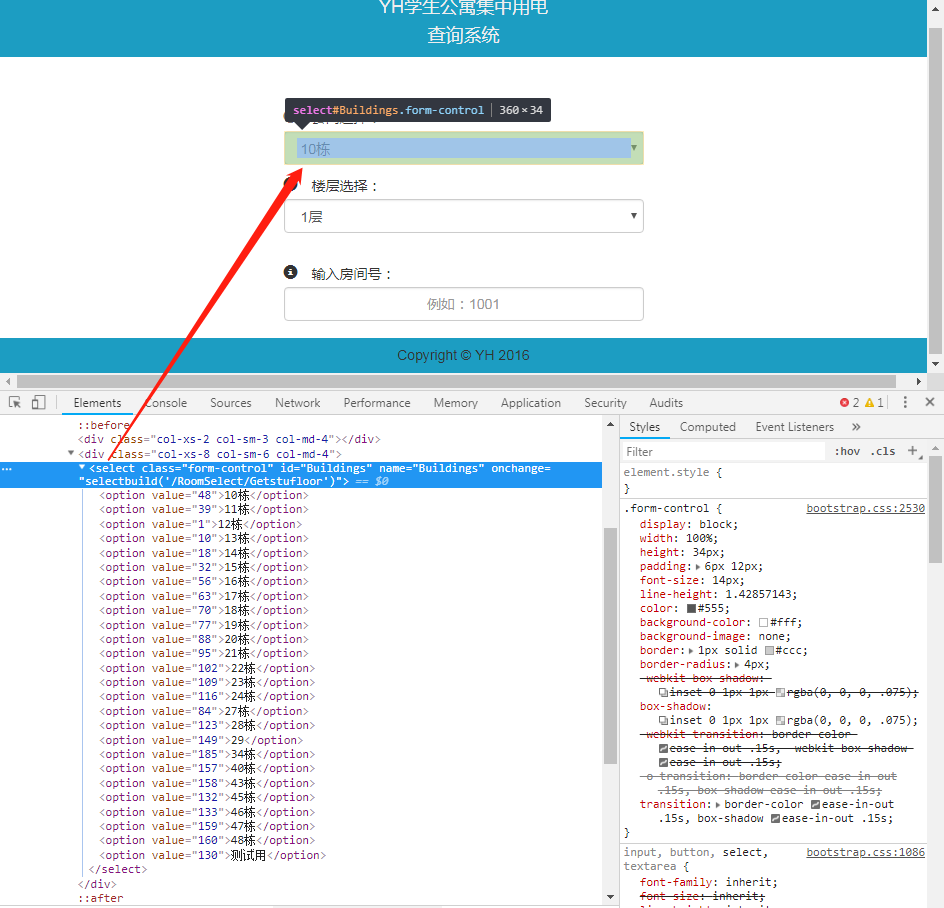 YH学生公寓集中用电
查询系统
select#Buildings.form-control | 360×34
10栋
楼层选择：
1层
输入房间号：
例如：1001
Copyright © YH 2016
Elements Console Sources Network Performance Memory Application Security Audits 2 1
::before
<div class="col-xs-2 col-sm-3 col-md-4"></div>
<div class="col-xs-8 col-sm-6 col-md-4">
<select class="form-control" id="Buildings" name="Buildings" onchange=
"selectbuild('/RoomSelect/Getstufloor')"> == $0
<option value="48">10栋</option>
<option value="39">11栋</option>
<option value="1">12栋</option>
<option value="10">13栋</option>
<option value="18">14栋</option>
<option value="32">15栋</option>
<option value="56">16栋</option>
<option value="63">17栋</option>
<option value="70">18栋</option>
<option value="77">19栋</option>
<option value="88">20栋</option>
<option value="95">21栋</option>
<option value="102">22栋</option>
<option value="109">23栋</option>
<option value="116">24栋</option>
<option value="84">27栋</option>
<option value="123">28栋</option>
<option value="149">29</option>
<option value="185">34栋</option>
<option value="157">40栋</option>
<option value="158">43栋</option>
<option value="132">45栋</option>
<option value="133">46栋</option>
<option value="159">47栋</option>
<option value="160">48栋</option>
<option value="130">测试用</option>
</select>
</div>
::after
Styles Computed Event Listeners »
Filter :hov .cls +
element.style {
}
.form-control { bootstrap.css:2530
display: block;
width: 100%;
height: 34px;
padding: 6px 12px;
font-size: 14px;
line-height: 1.42857143;
color: #555;
background-color: #fff;
background-image: none;
border: 1px solid #ccc;
border-radius: 4px;
-webkit-box-shadow:
inset 0 1px 1px rgba(0, 0, 0, .075);
box-shadow:
inset 0 1px 1px rgba(0, 0, 0, .075);
-webkit-transition: border-color
ease-in-out .15s, -webkit-box-shadow
ease-in-out .15s;
-o-transition: border-color ease-in-out
.15s, box-shadow ease-in-out .15s;
transition: border-color ease-in-out
.15s, box-shadow ease-in-out .15s;
}
input, button, select, bootstrap.css:1086
textarea {
font-family: inherit;
font-size: inherit;